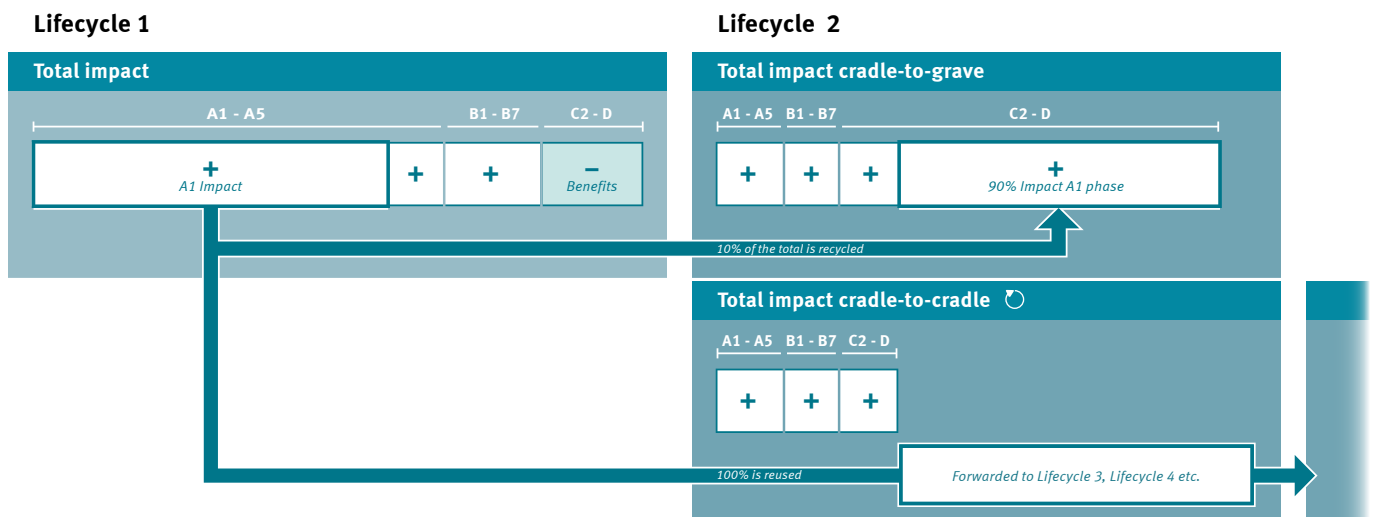 Lifecycle 1
Total impact
A1 - A5
B1 - B7
C2 - D
+
A1 Impact
+
+
–
Benefits
Lifecycle 2
Total impact cradle-to-grave
A1 - A5
B1 - B7
C2 - D
+
+
+
+
90% Impact A1 phase
10% of the total is recycled
Total impact cradle-to-cradle
A1 - A5
B1 - B7
C2 - D
+
+
+
100% is reused
Forwarded to Lifecycle 3, Lifecycle 4 etc.